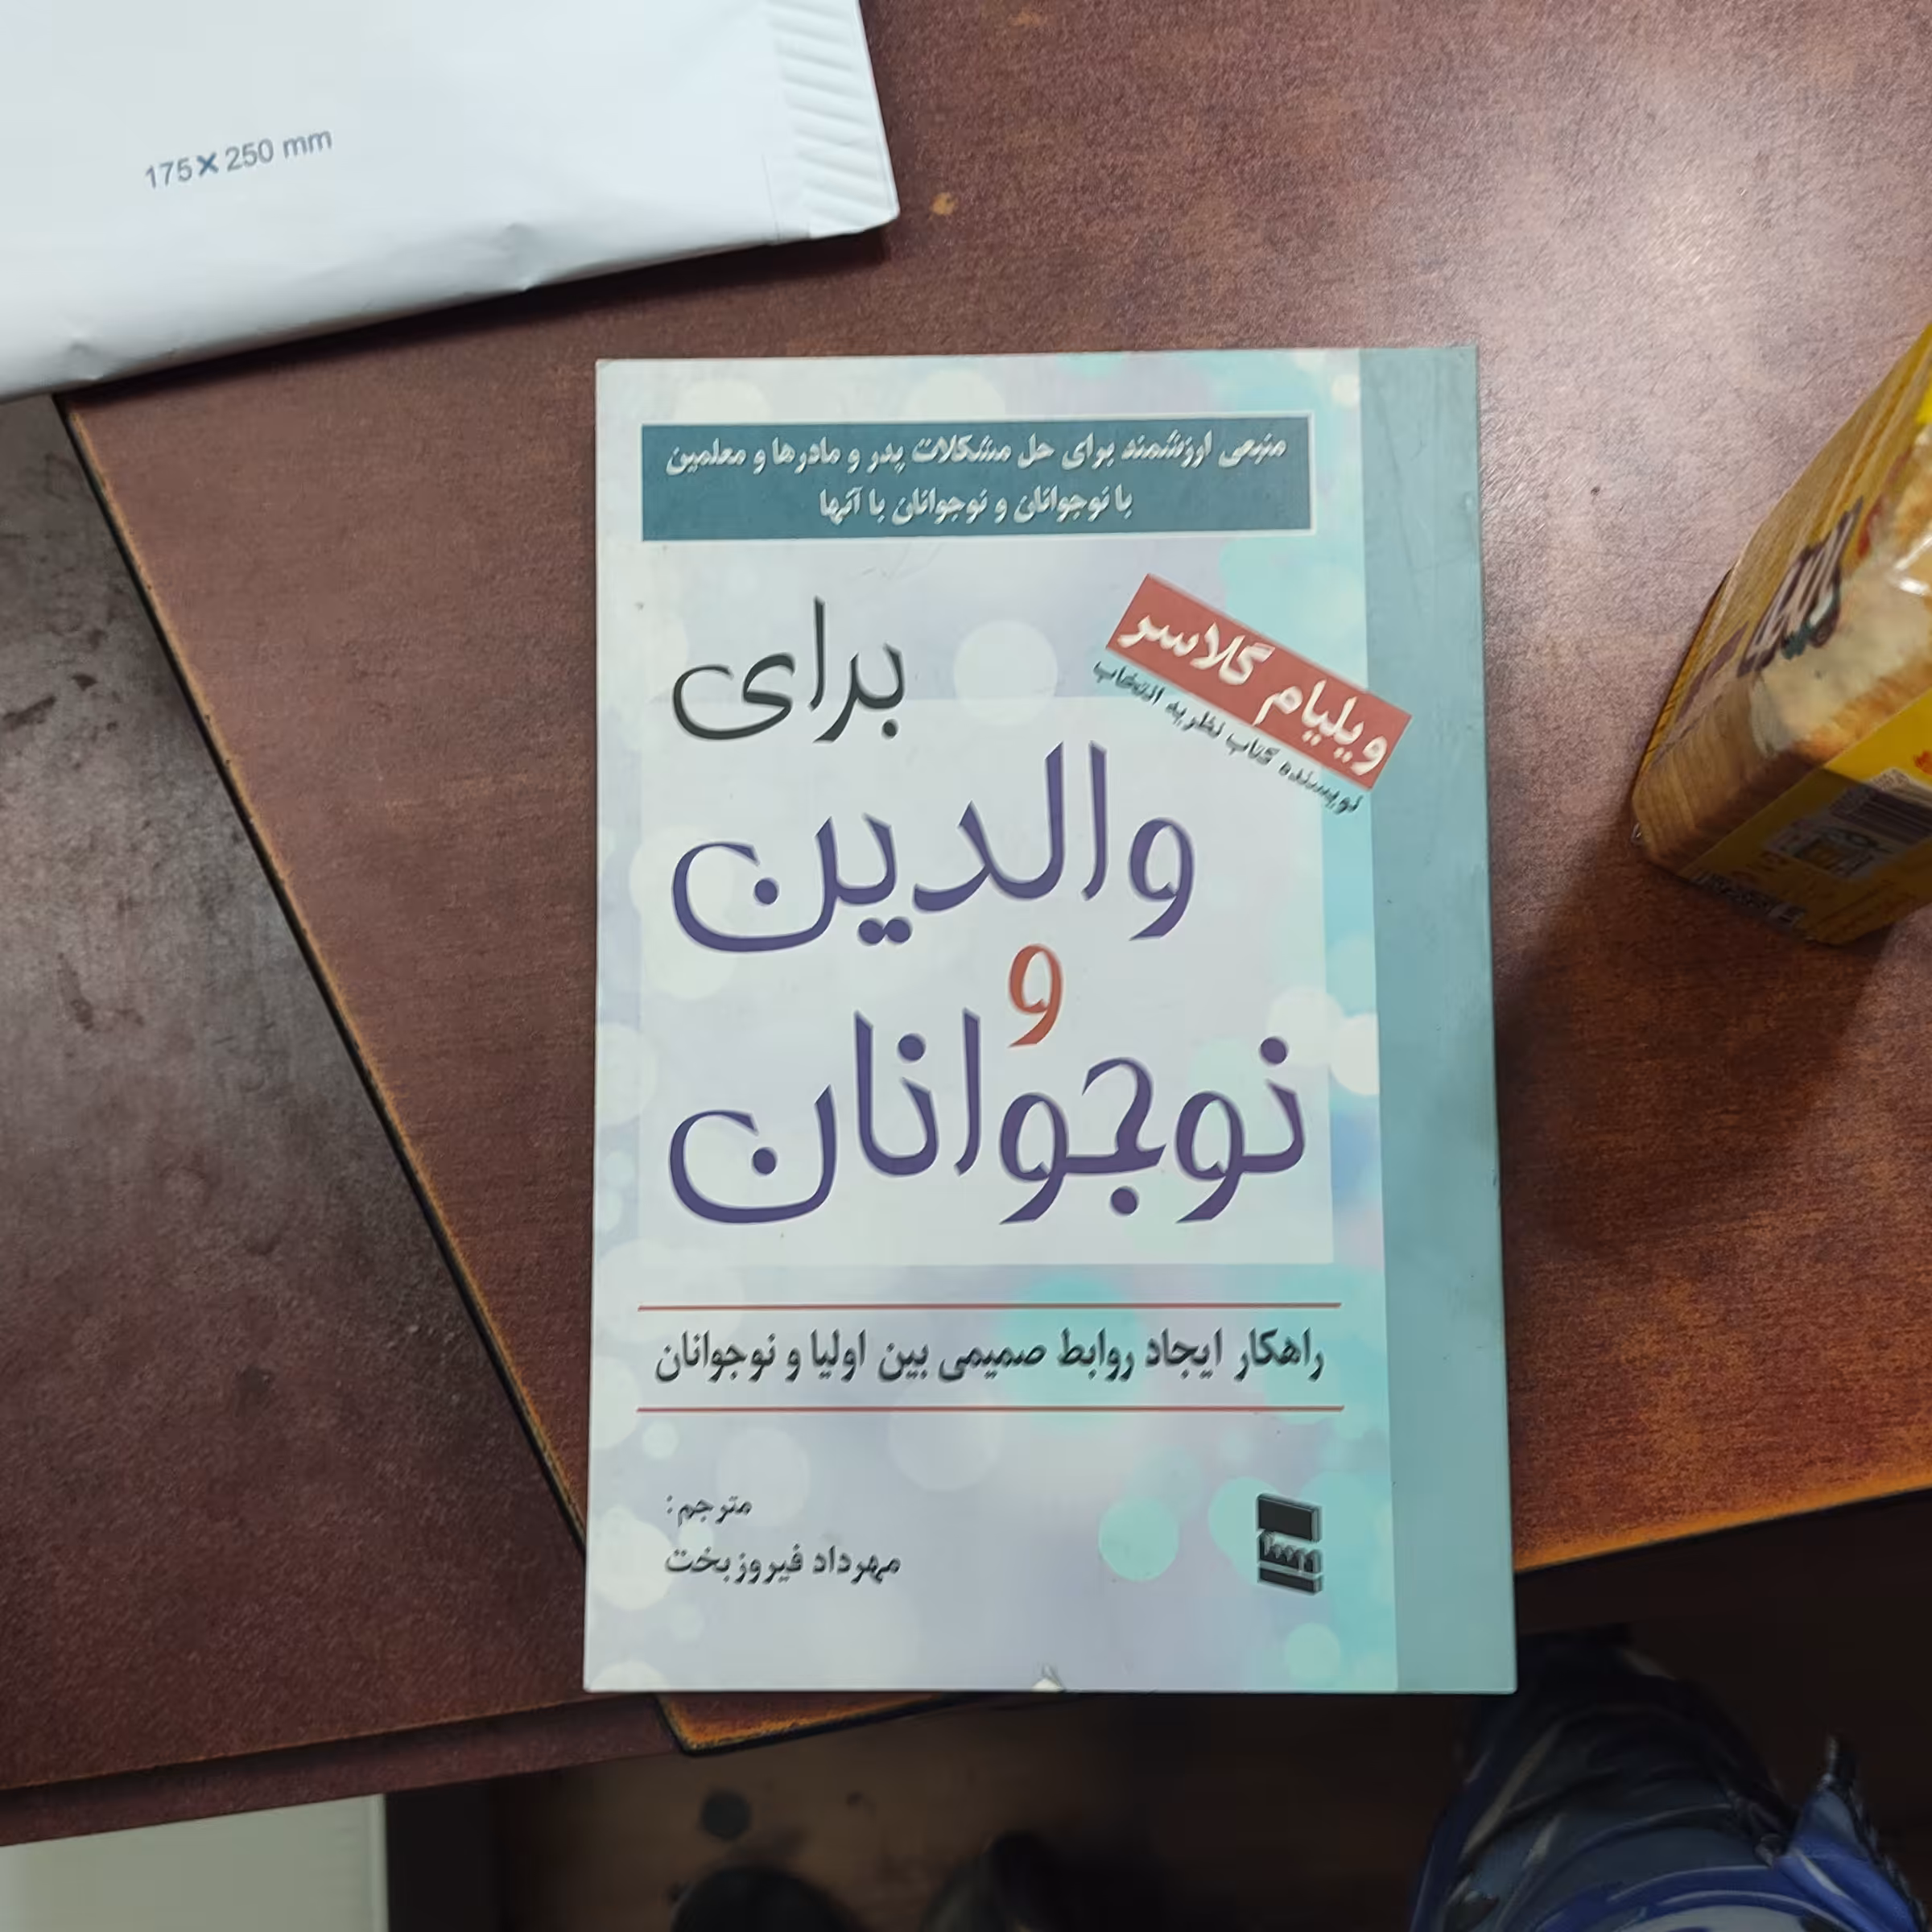 175 × 250 mm
منبعی ارزشمند برای حل مشکلات پدر و مادرها و معلمین
با نوجوانان و نوجوانان با آنها
ویلیام گلاسر
نویسنده کتاب نظریه انتخاب
برای
والدین
و
نوجوانان
راهکار ایجاد روابط صمیمی بین اولیا و نوجوانان
مترجم:
مهرداد فیروزبخت